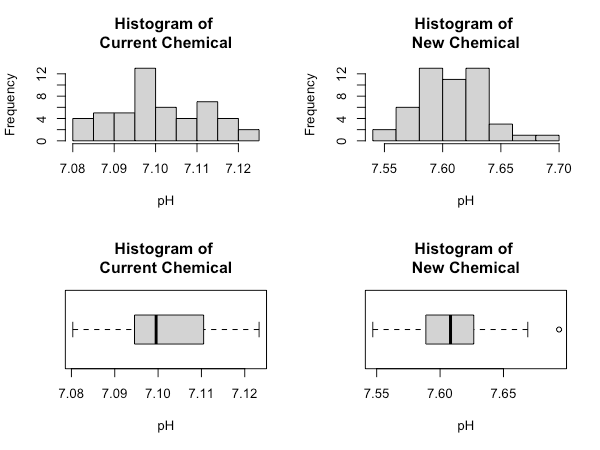 Histogram of
Current Chemical
Frequency
0 4 8 12
7.08 7.09 7.10 7.11 7.12
pH
Histogram of
New Chemical
Frequency
0 4 8 12
7.55 7.60 7.65 7.70
pH
Histogram of
Current Chemical
7.08 7.09 7.10 7.11 7.12
pH
Histogram of
New Chemical
7.55 7.60 7.65
pH